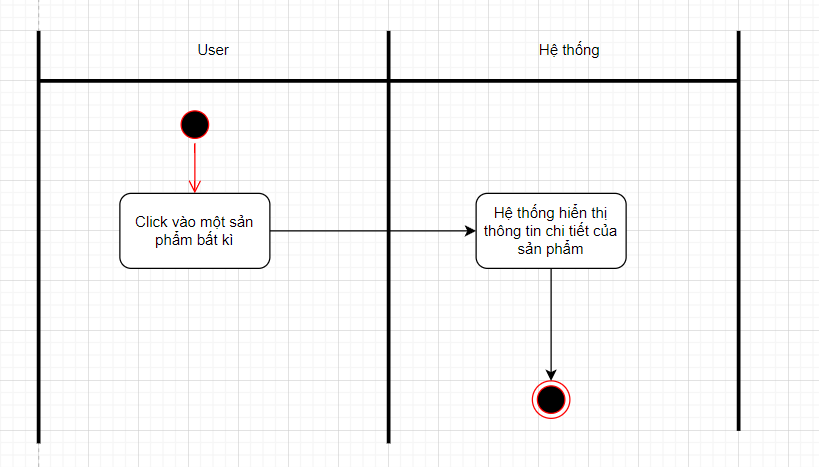 User
Hệ thống
Click vào một sản
phẩm bất kì
Hệ thống hiển thị
thông tin chi tiết của
sản phẩm